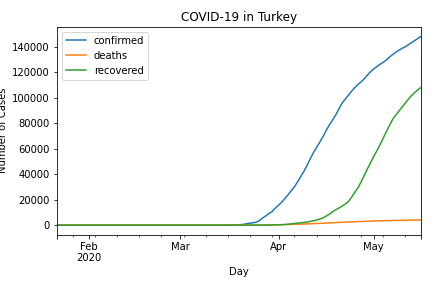 COVID-19 in Turkey
confirmed
deaths
recovered
Number of Cases
140000
120000
100000
80000
60000
40000
20000
0
Feb
2020
Mar
Apr
May
Day